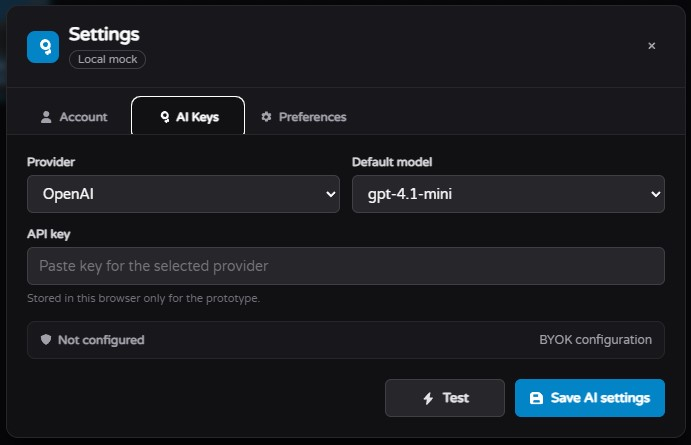 Settings
Local mock
×
Account
AI Keys
Preferences
Provider
Default model
OpenAI
gpt-4.1-mini
API key
Paste key for the selected provider
Stored in this browser only for the prototype.
Not configured
BYOK configuration
Test
Save AI settings